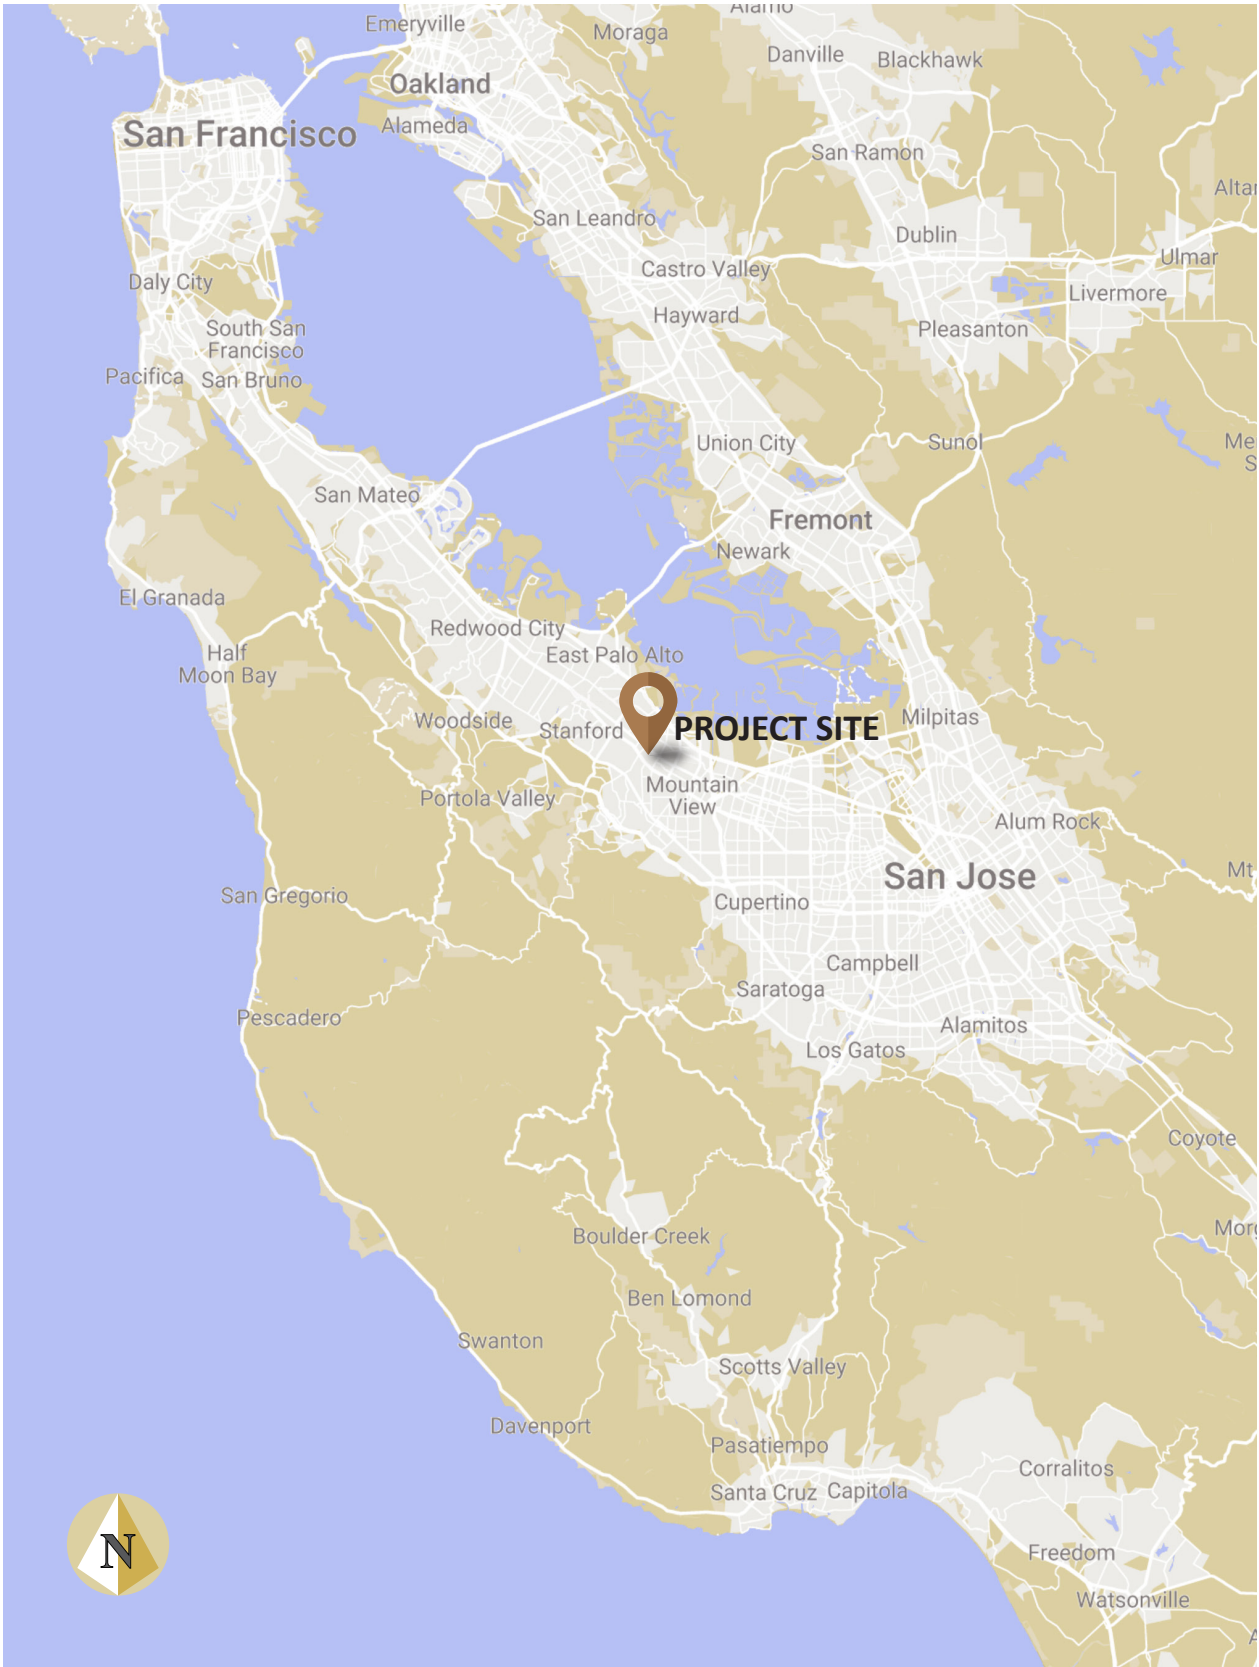 Alamo
Emeryville
Moraga
Danville
Blackhawk
Oakland
San Francisco
Alameda
San Ramon
Altar
San Leandro
Dublin
Ulmar
Castro Valley
Daly City
Livermore
Hayward
South San
Francisco
Pleasanton
Pacifica
San Bruno
Union City
Sunol
Me
S
San Mateo
Fremont
Newark
El Granada
Redwood City
East Palo Alto
Half
Moon Bay
Woodside
Stanford
PROJECT SITE
Milpitas
Mountain
View
Portola Valley
Alum Rock
San Jose
Mt
San Gregorio
Cupertino
Campbell
Saratoga
Pescadero
Alamitos
Los Gatos
Coyote
Morg
Boulder Creek
Ben Lomond
Swanton
Scotts Valley
Davenport
Pasatiempo
Corralitos
Santa Cruz
Capitola
N
Freedom
Watsonville
A